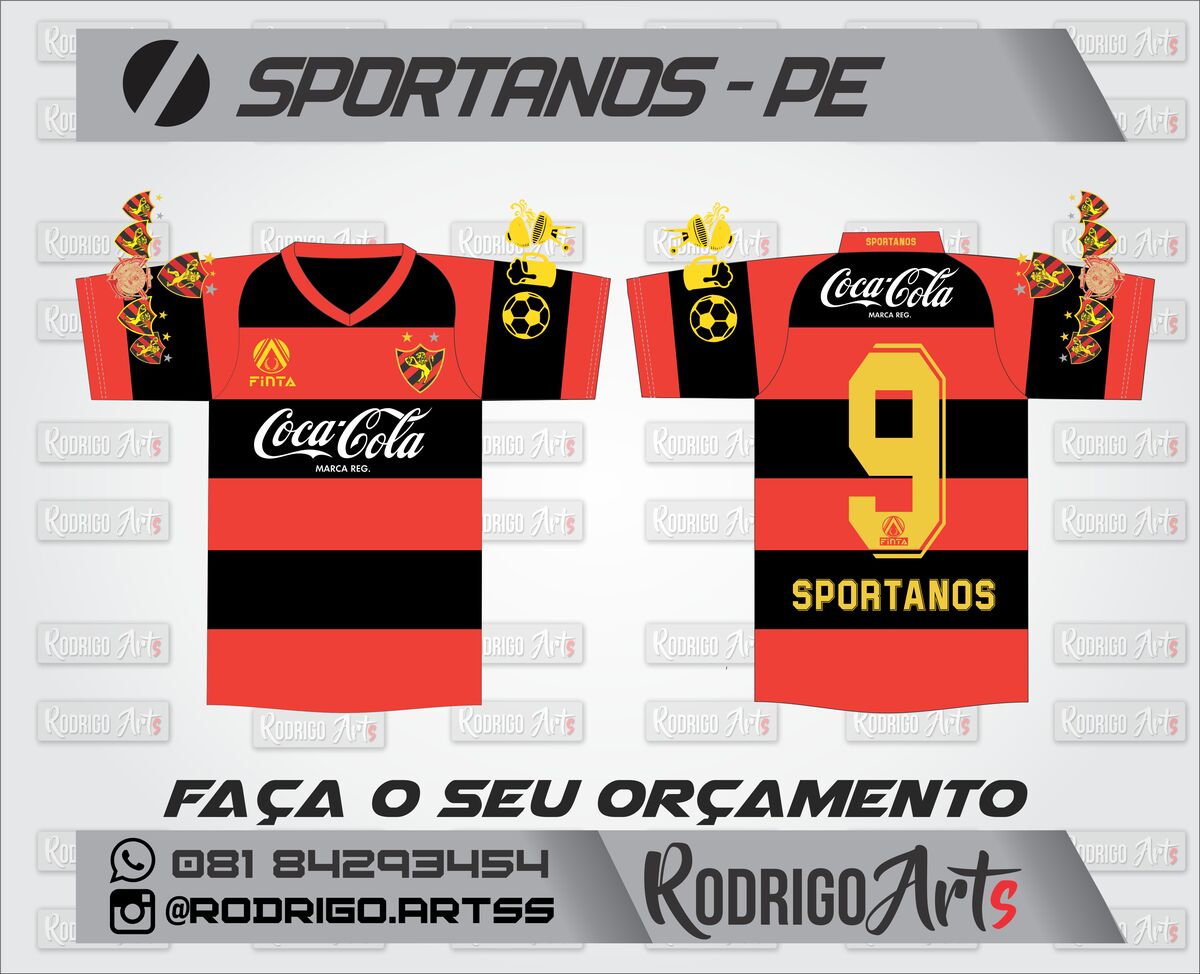 SPORTANOS - PE
FINTA
Coca-Cola
MARCA REG.
SPORTANOS
Coca-Cola
MARCA REG.
9
FINTA
SPORTANOS
FAÇA O SEU ORÇAMENTO
081 84293454
@RODRIGO.ARTSS
RODRIGO ARTS